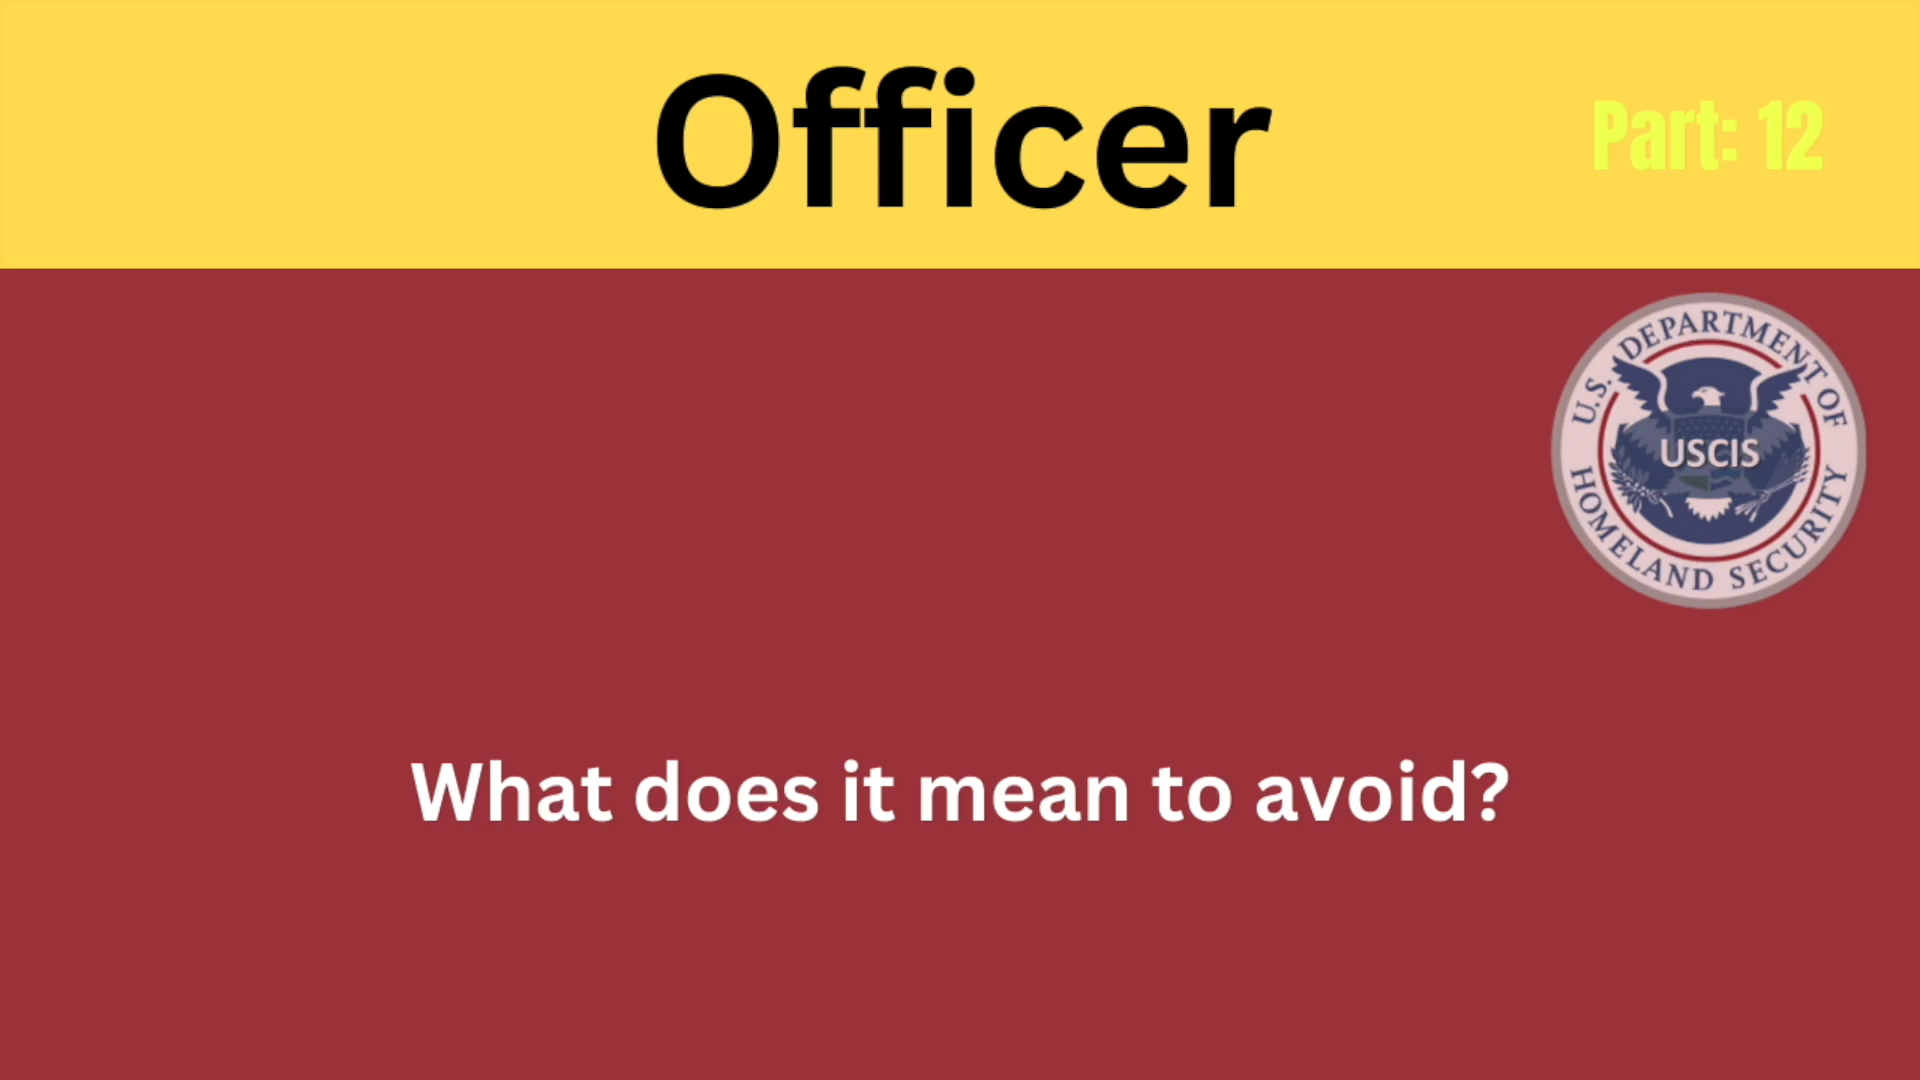 Officer
Part: 12
U.S. DEPARTMENT OF
USCIS
HOMELAND SECURITY
What does it mean to avoid?